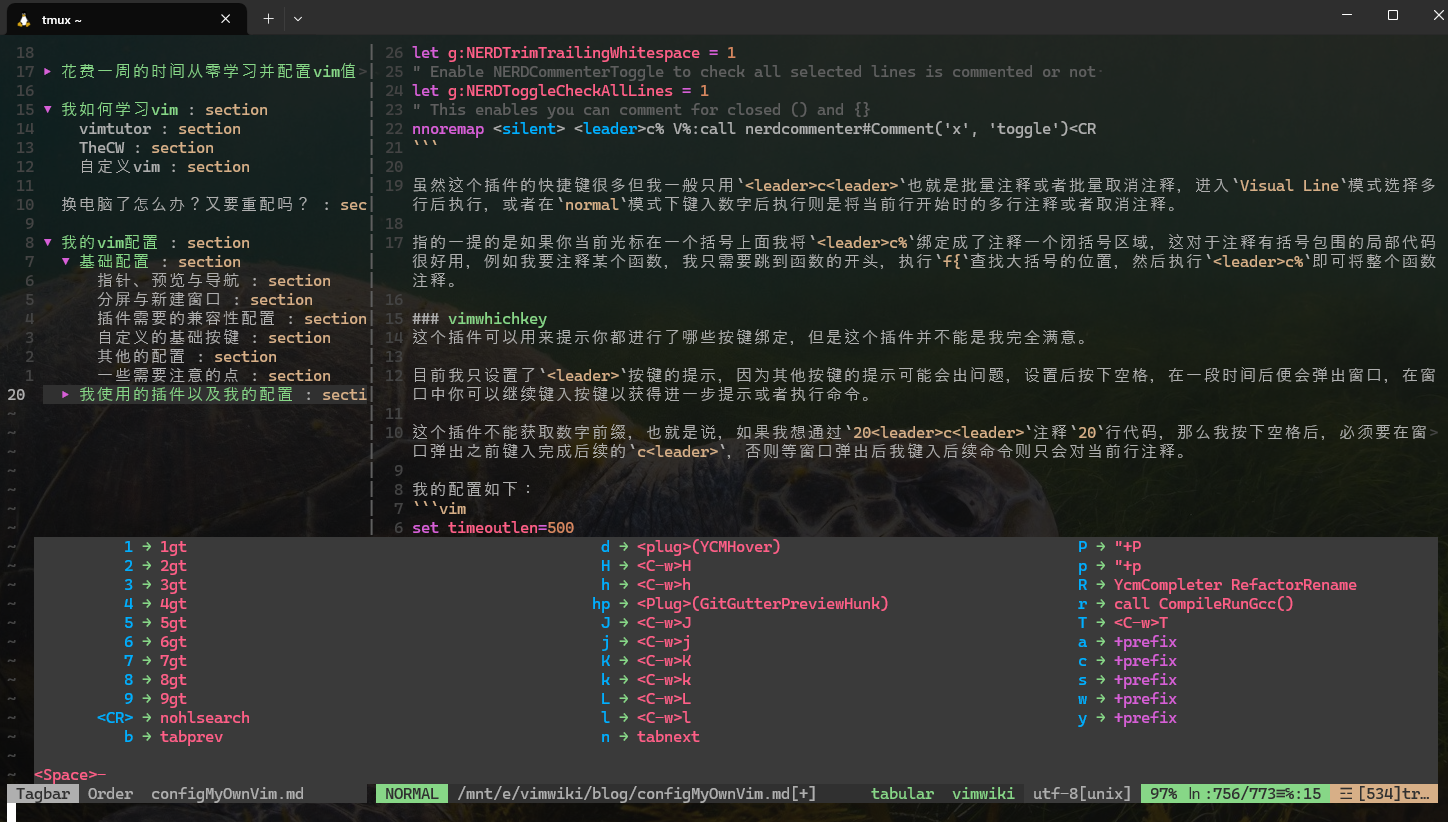 tmux ~
18
17 ▸ 花费一周的时间从零学习并配置vim值>
16
15 ▾ 我如何学习vim : section
14 vimtutor : section
13 TheCW : section
12 自定义vim : section
11
10 换电脑了怎么办？又要重配吗？ : sec
9
8 ▾ 我的vim配置 : section
7 ▾ 基础配置 : section
6 指针、预览与导航 : section
5 分屏与新建窗口 : section
4 插件需要的兼容性配置 : section
3 自定义的基础按键 : section
2 其他的配置 : section
1 一些需要注意的点 : section
20 ▸ 我使用的插件以及我的配置 : secti
26 let g:NERDTrimTrailingWhitespace = 1
25 " Enable NERDCommenterToggle to check all selected lines is commented or not
24 let g:NERDToggleCheckAllLines = 1
23 " This enables you can comment for closed () and {}
22 nnoremap <silent> <leader>c% V%:call nerdcommenter#Comment('x', 'toggle')<CR
21 ```
20
19 虽然这个插件的快捷键很多但我一般只用`<leader>c<leader>`也就是批量注释或者批量取消注释，进入`Visual Line`模式选择多
行后执行，或者在`normal`模式下键入数字后执行则是将当前行开始时的多行注释或者取消注释。
18
17 指的一提的是如果你当前光标在一个括号上面我将`<leader>c%`绑定成了注释一个闭括号区域，这对于注释有括号包围的局部代码
很好用，例如我要注释某个函数，我只需要跳到函数的开头，执行`f{`查找大括号的位置，然后执行`<leader>c%`即可将整个函数
注释。
16
15 ### vimwhichkey
14 这个插件可以用来提示你都进行了哪些按键绑定，但是这个插件并不能是我完全满意。
13
12 目前我只设置了`<leader>`按键的提示，因为其他按键的提示可能会出问题，设置后按下空格，在一段时间后便会弹出窗口，在窗
口中你可以继续键入按键以获得进一步提示或者执行命令。
11
10 这个插件不能获取数字前缀，也就是说，如果我想通过`20<leader>c<leader>`注释`20`行代码，那么我按下空格后，必须要在窗>
口弹出之前键入完成后续的`c<leader>`，否则等窗口弹出后我键入后续命令则只会对当前行注释。
9
8 我的配置如下：
7 ```vim
6 set timeoutlen=500
1 → 1gt
2 → 2gt
3 → 3gt
4 → 4gt
5 → 5gt
6 → 6gt
7 → 7gt
8 → 8gt
9 → 9gt
<CR> → nohlsearch
b → tabprev
d → <plug>(YCMHover)
H → <C-w>H
h → <C-w>h
hp → <Plug>(GitGutterPreviewHunk)
J → <C-w>J
j → <C-w>j
K → <C-w>K
k → <C-w>k
L → <C-w>L
l → <C-w>l
n → tabnext
P → "+P
p → "+p
R → YcmCompleter RefactorRename
r → call CompileRunGcc()
T → <C-w>T
a → +prefix
c → +prefix
s → +prefix
w → +prefix
y → +prefix
<Space>-
Tagbar Order configMyOwnVim.md NORMAL /mnt/e/vimwiki/blog/configMyOwnVim.md[+] tabular vimwiki utf-8[unix] 97% ln :756/773≡%:15 ☲ [534]tr…